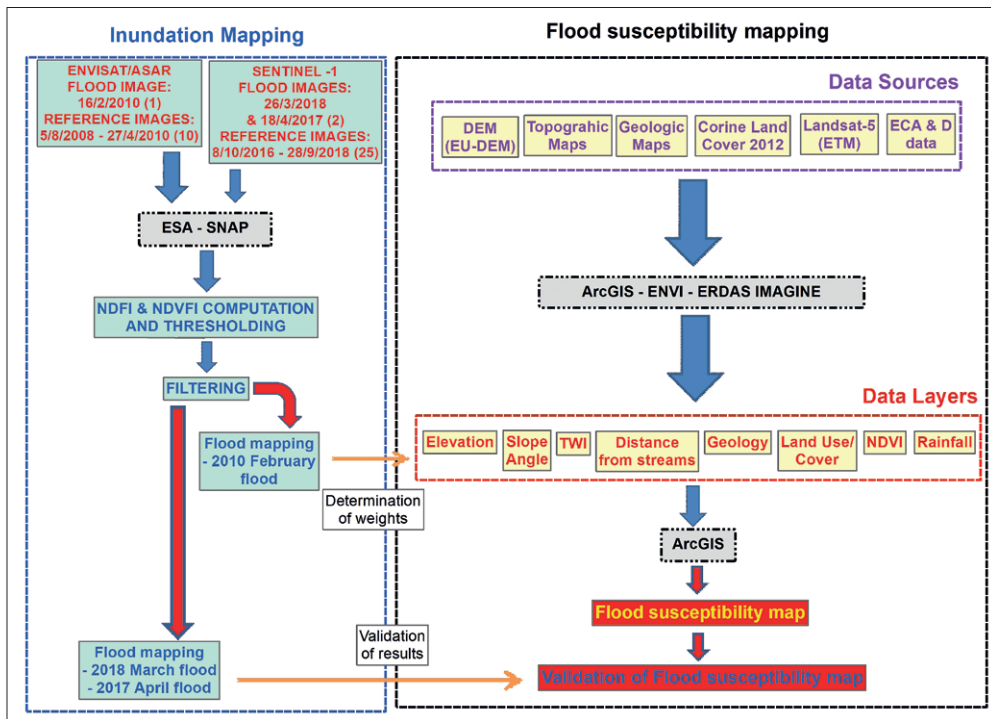 Inundation Mapping
ENVISAT/ASAR
FLOOD IMAGE:
16/2/2010 (1)
REFERENCE IMAGES:
5/8/2008 - 27/4/2010 (10)
SENTINEL -1
FLOOD IMAGES:
26/3/2018
& 18/4/2017 (2)
REFERENCE IMAGES:
8/10/2016 - 28/9/2018 (25)
ESA - SNAP
NDFI & NDVFI COMPUTATION
AND THRESHOLDING
FILTERING
Flood mapping
- 2010 February
flood
Flood mapping
- 2018 March flood
- 2017 April flood
Determination
of weights
Validation
of results
Flood susceptibility mapping
Data Sources
DEM
(EU-DEM)
Topograhic
Maps
Geologic
Maps
Corine Land
Cover 2012
Landsat-5
(ETM)
ECA & D
data
ArcGIS - ENVI - ERDAS IMAGINE
Data Layers
Elevation
Slope
Angle
TWI
Distance
from streams
Geology
Land Use/
Cover
NDVI
Rainfall
ArcGIS
Flood susceptibility map
Validation of Flood susceptibility map